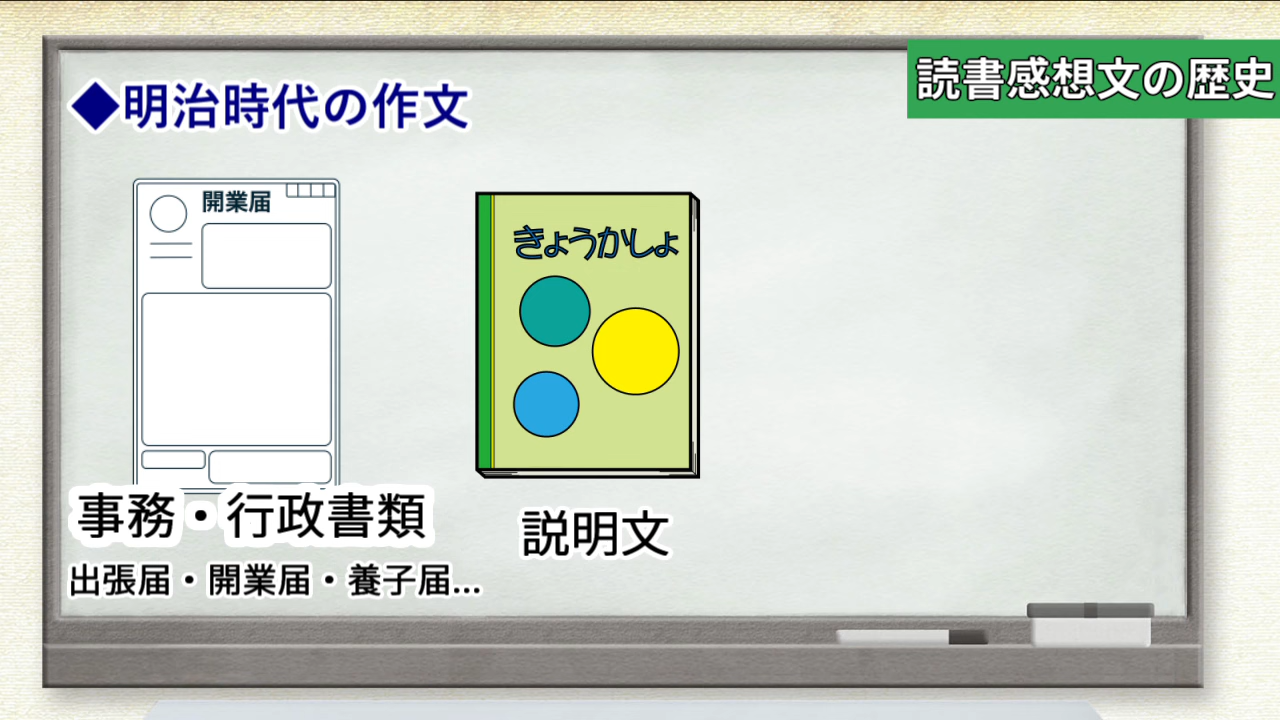 読書感想文の歴史
◆明治時代の作文
開業届
きょうかしょ
事務・行政書類
説明文
出張届・開業届・養子届...